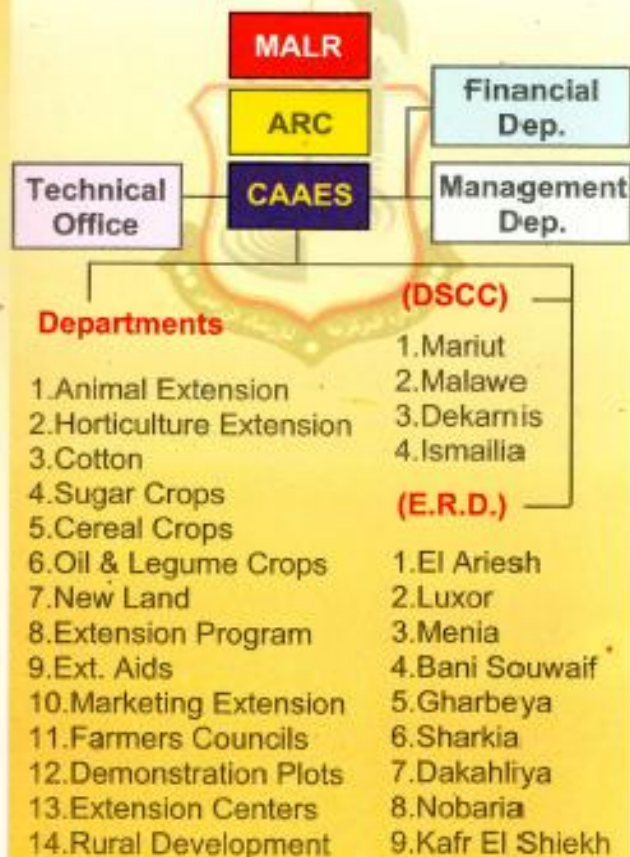 MALR
ARC
Financial
Dep.
Technical
Office
CAAES
Management
Dep.
Departments
1.Animal Extension
2.Horticulture Extension
3.Cotton
4.Sugar Crops
5.Cereal Crops
6.Oil & Legume Crops
7.New Land
8.Extension Program
9.Ext. Aids
10.Marketing Extension
11.Farmers Councils
12.Demonstration Plots
13.Extension Centers
14.Rural Development
(DSCC)
1.Mariut
2.Malawe
3.Dekarnis
4.Ismailia
(E.R.D.)
1.El Ariesh
2.Luxor
3.Menia
4.Bani Souwaif
5.Gharbeya
6.Sharkia
7.Dakahliya
8.Nobaria
9.Kafr El Shiekh